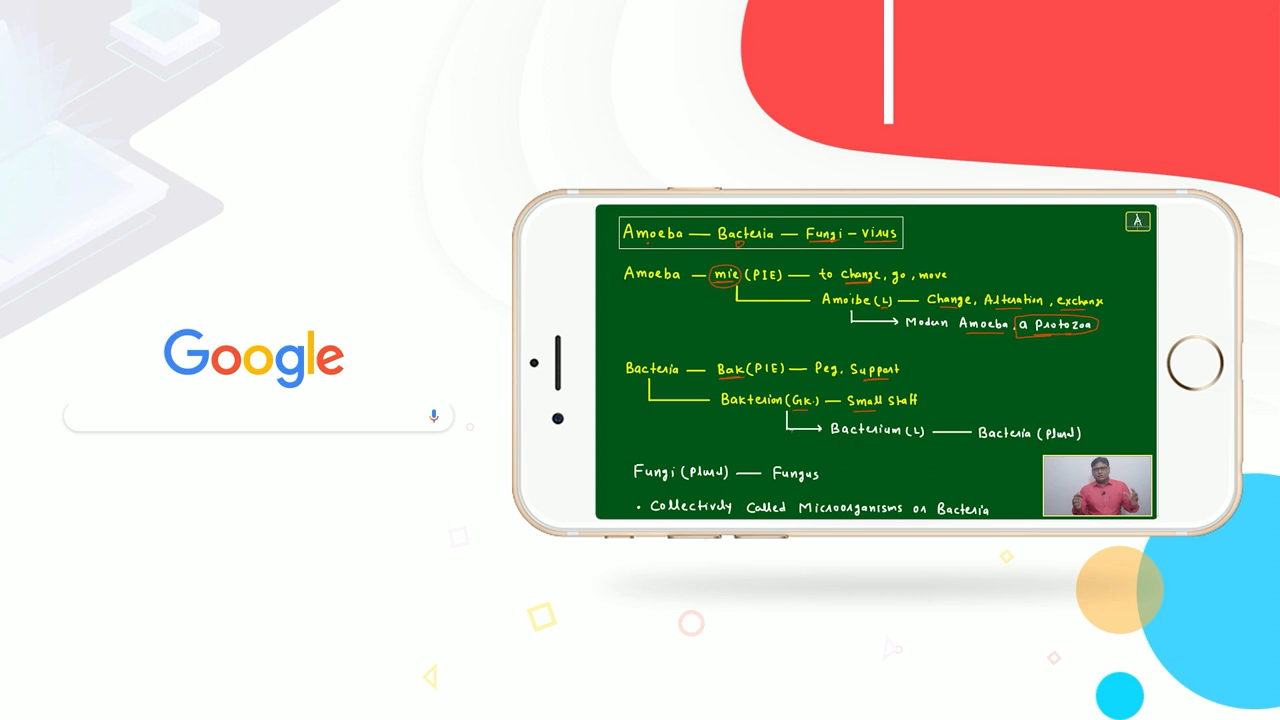 Google
Amoeba — Bacteria — Fungi - Virus
Amoeba — mie (PIE) — to change, go, move
Amoibe (L) — Change, Alteration, exchange
Modern Amoeba, a Protozoa
Bacteria — Bak (PIE) — Peg, Support
Bakterion (Gk.) — Small Staff
Bacterium (L) — Bacteria (Plural)
Fungi (Plural) — Fungus
• Collectively Called Microorganisms or Bacteria